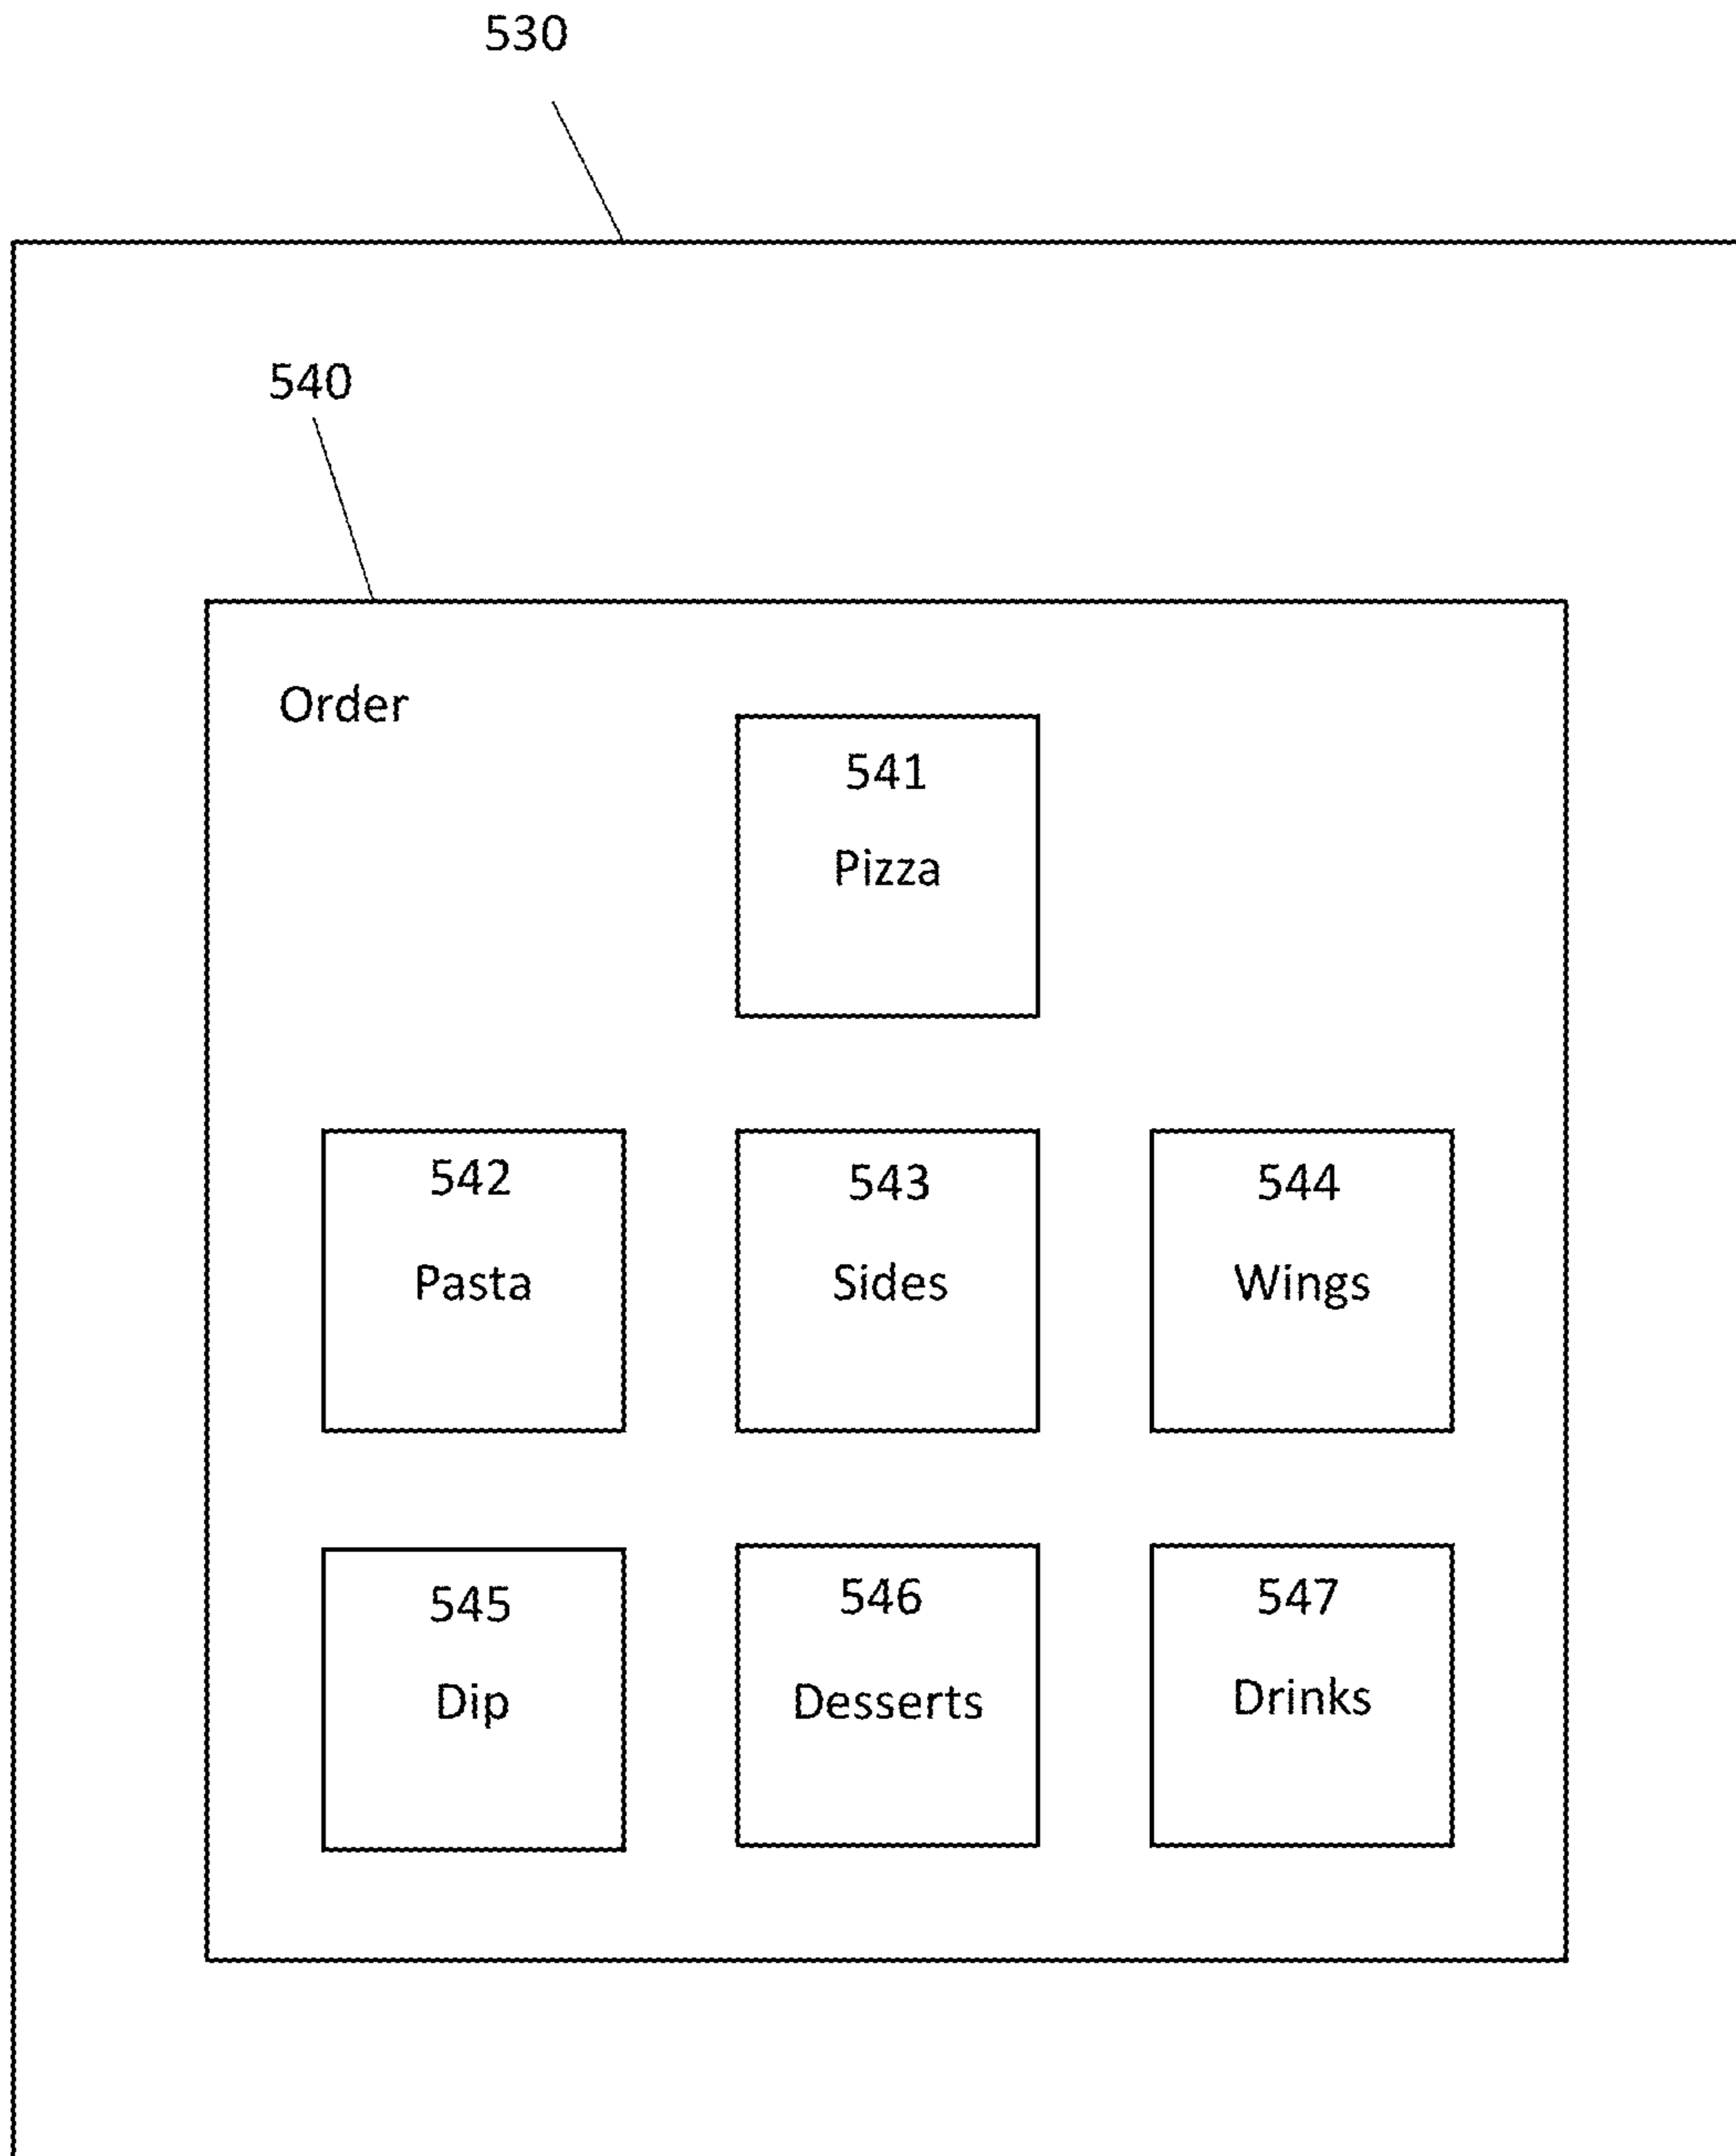 530
540
Order
541
Pizza
542
Pasta
543
Sides
544
Wings
545
Dip
546
Desserts
547
Drinks